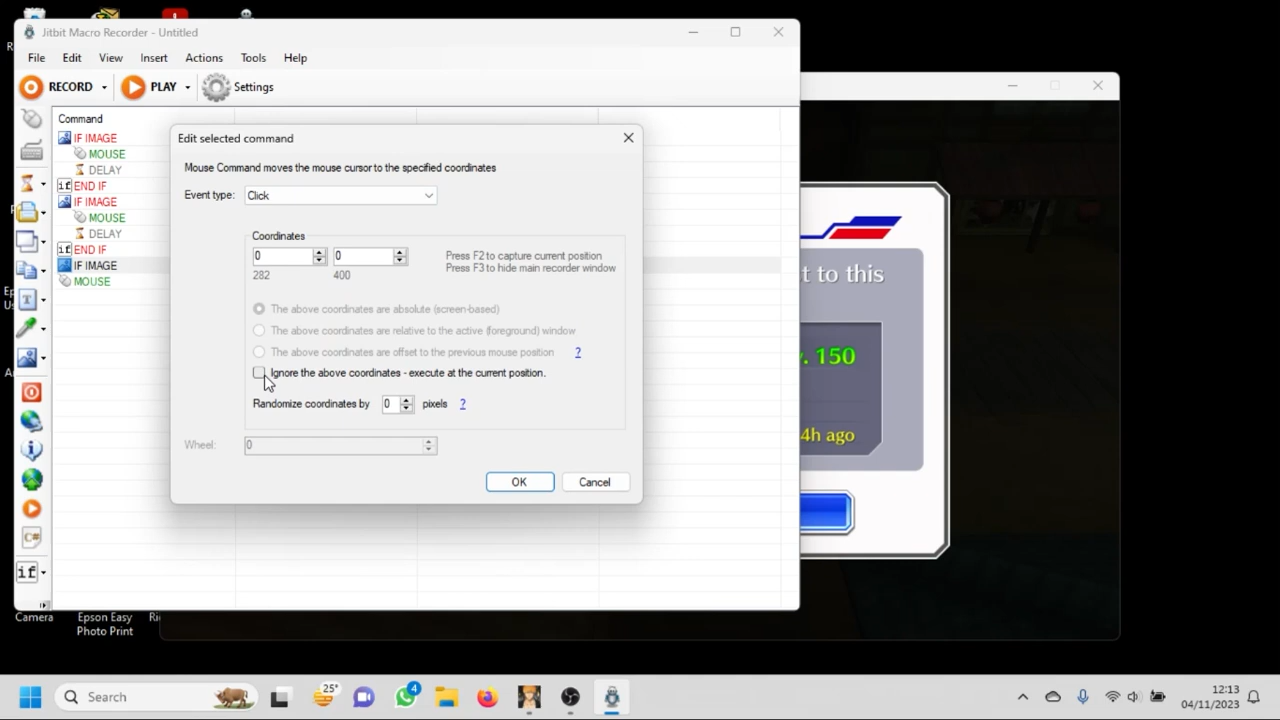 Jitbit Macro Recorder - Untitled
File Edit View Insert Actions Tools Help
RECORD PLAY Settings
Command
IF IMAGE
MOUSE
DELAY
if END IF
IF IMAGE
MOUSE
DELAY
if END IF
IF IMAGE
MOUSE
if
Edit selected command
Mouse Command moves the mouse cursor to the specified coordinates
Event type: Click
Coordinates
0 0
282 400
Press F2 to capture current position
Press F3 to hide main recorder window
The above coordinates are absolute (screen-based)
The above coordinates are relative to the active (foreground) window
The above coordinates are offset to the previous mouse position ?
Ignore the above coordinates - execute at the current position.
Randomize coordinates by 0 pixels ?
Wheel: 0
OK Cancel
t to this
150
4h ago
Camera
Epson Easy
Photo Print
Search
25°
4
12:13
04/11/2023